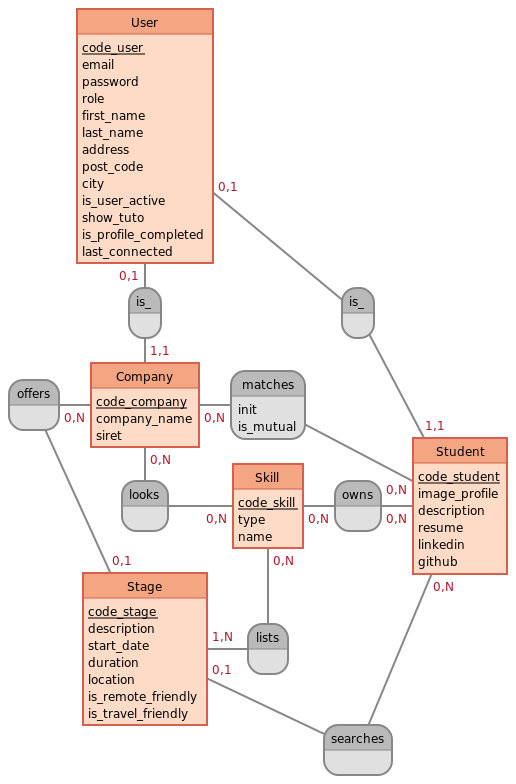 User
code_user
email
password
role
first_name
last_name
address
post_code
city
is_user_active
show_tuto
is_profile_completed
last_connected
0,1
0,1
is_
is_
1,1
Company
code_company
company_name
siret
offers
0,N
0,N
matches
init
is_mutual
0,N
1,1
Student
code_student
image_profile
description
resume
linkedin
github
0,N
0,N
0,N
looks
0,N
Skill
code_skill
type
name
0,N
owns
0,N
0,1
Stage
code_stage
description
start_date
duration
location
is_remote_friendly
is_travel_friendly
1,N
lists
0,1
searches